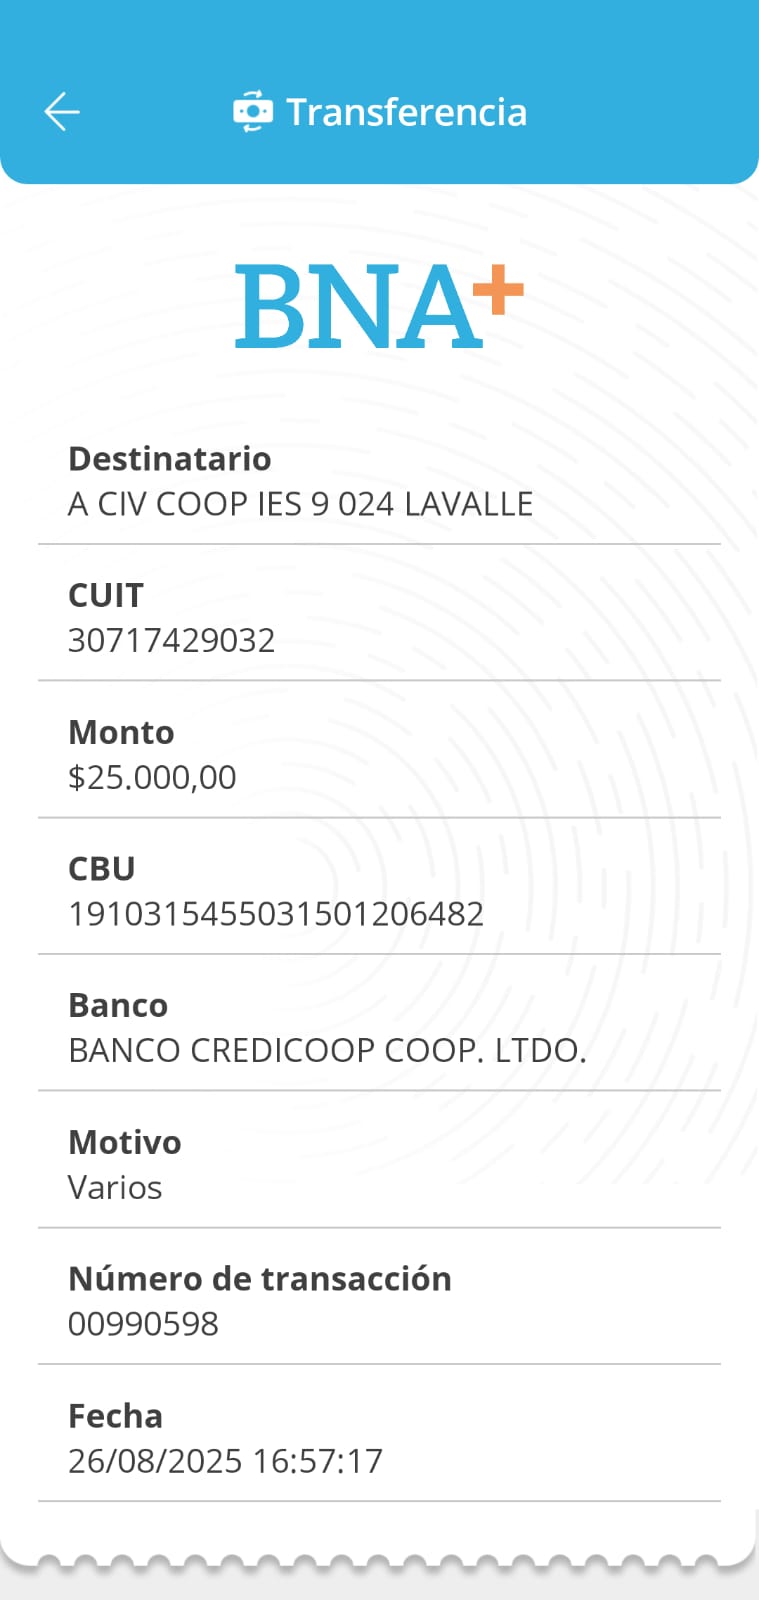 Transferencia
BNA+
Destinatario
A CIV COOP IES 9 024 LAVALLE
CUIT
30717429032
Monto
$25.000,00
CBU
1910315455031501206482
Banco
BANCO CREDICOOP COOP. LTDO.
Motivo
Varios
Número de transacción
00990598
Fecha
26/08/2025 16:57:17